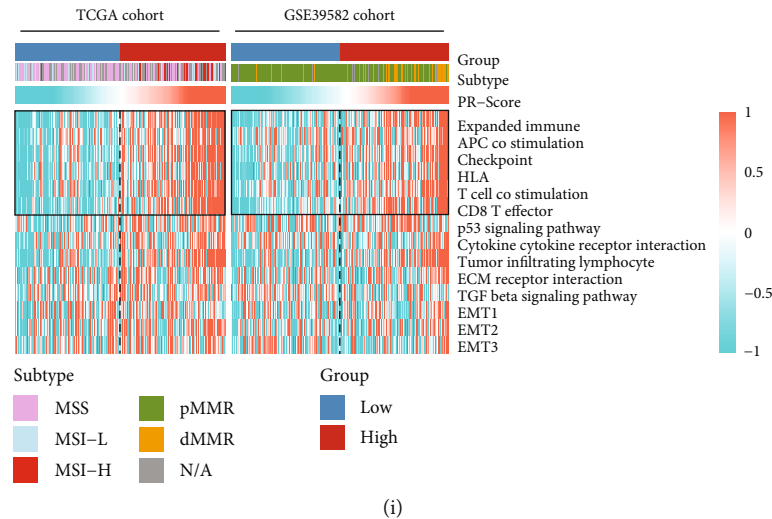 TCGA cohort
GSE39582 cohort
Group
Subtype
PR−Score
Expanded immune
APC co stimulation
Checkpoint
HLA
T cell co stimulation
CD8 T effector
p53 signaling pathway
Cytokine cytokine receptor interaction
Tumor infiltrating lymphocyte
ECM receptor interaction
TGF beta signaling pathway
EMT1
EMT2
EMT3
1
0.5
0
−0.5
−1
Subtype
MSS
MSI−L
MSI−H
pMMR
dMMR
N/A
Group
Low
High
(i)